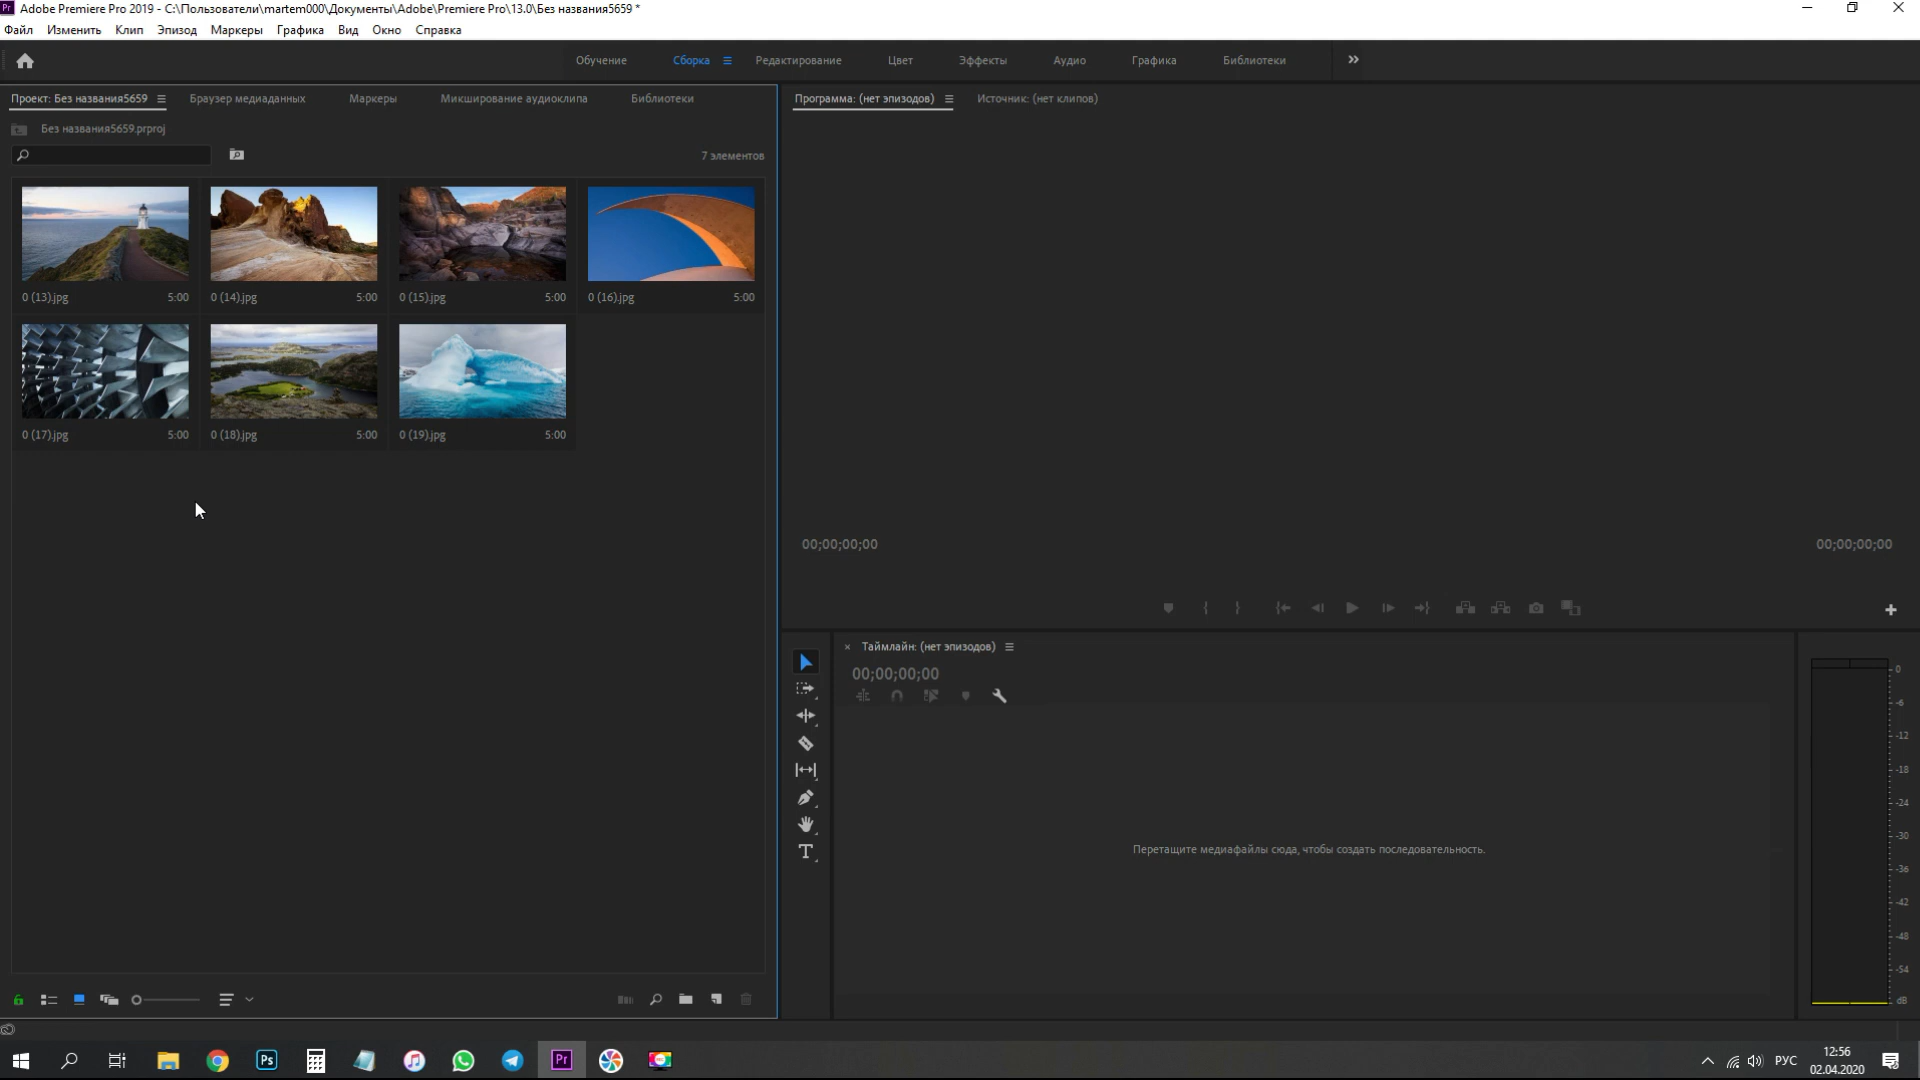 Adobe Premiere Pro 2019 - C:\Пользователи\martem000\Документы\Adobe\Premiere Pro\13.0\Без названия5659 *
Файл Изменить Клип Эпизод Маркеры Графика Вид Окно Справка
Обучение Сборка Редактирование Цвет Эффекты Аудио Графика Библиотеки
Проект: Без названия5659 Браузер медиаданных Маркеры Микширование аудиоклипа Библиотеки
Без названия5659.prproj
7 элементов
0 (13).jpg 5:00 0 (14).jpg 5:00 0 (15).jpg 5:00 0 (16).jpg 5:00
0 (17).jpg 5:00 0 (18).jpg 5:00 0 (19).jpg 5:00
Программа: (нет эпизодов) Источник: (нет клипов)
00;00;00;00 00;00;00;00
Таймлайн: (нет эпизодов)
00;00;00;00
Перетащите медиафайлы сюда, чтобы создать последовательность.
0
-6
-12
-18
-24
-30
-36
-42
-48
-54
dB
Ps Pr
РУС
12:56
02.04.2020